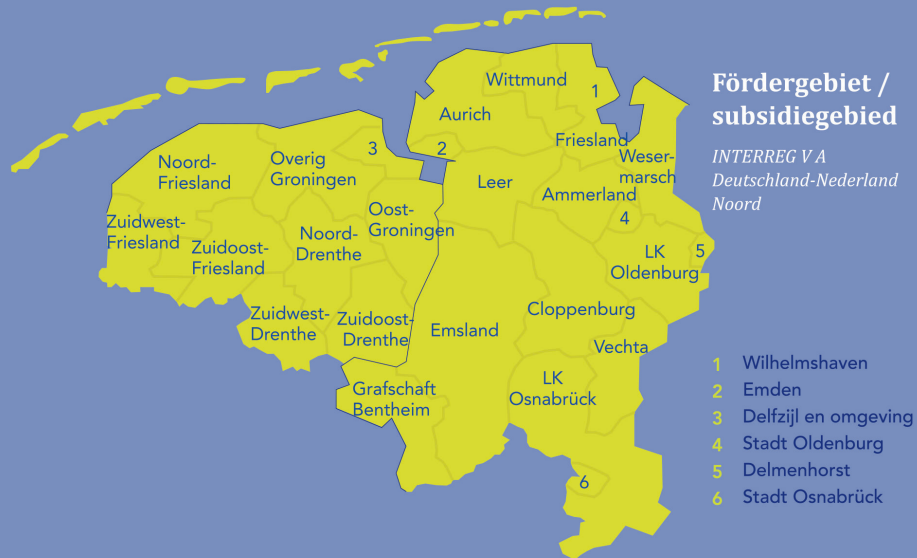 Fördergebiet /
subsidiegebied
INTERREG V A
Deutschland-Nederland
Noord
Wittmund
1
Aurich
2
Friesland
Weser-
marsch
Noord-
Friesland
Overig
Groningen
3
Leer
Ammerland
4
Zuidwest-
Friesland
Zuidoost-
Friesland
Noord-
Drenthe
Oost-
Groningen
LK
Oldenburg
5
Zuidwest-
Drenthe
Zuidoost-
Drenthe
Emsland
Cloppenburg
Vechta
Grafschaft
Bentheim
LK
Osnabrück
6
1 Wilhelmshaven
2 Emden
3 Delfzijl en omgeving
4 Stadt Oldenburg
5 Delmenhorst
6 Stadt Osnabrück